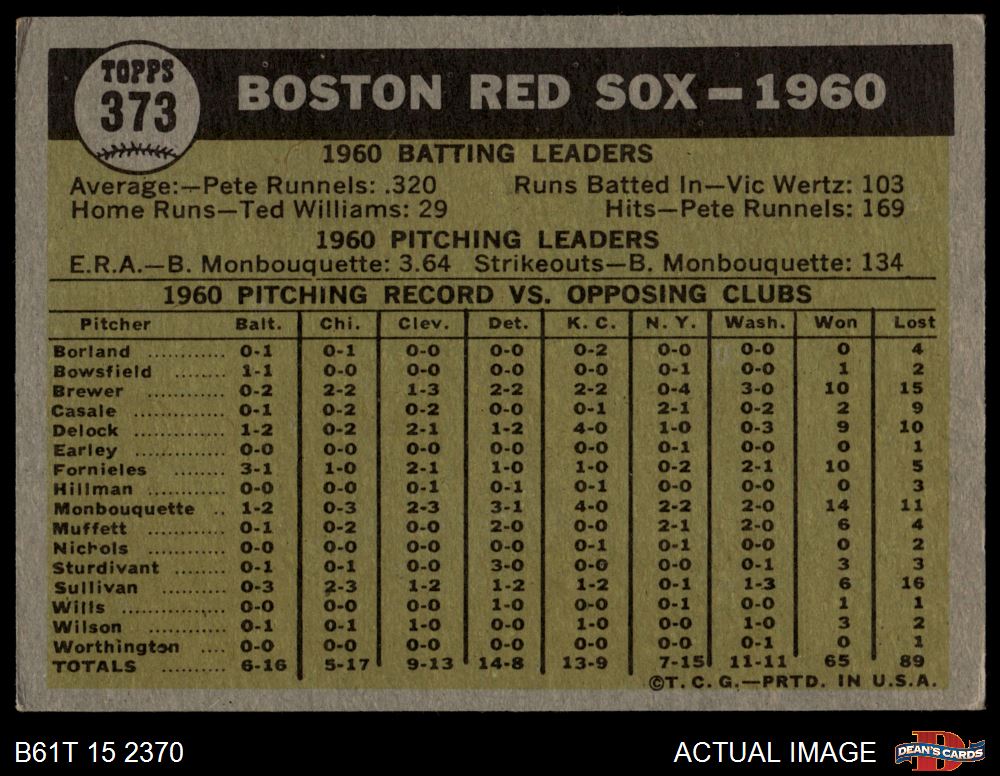 TOPPS
373
BOSTON RED SOX — 1960
1960 BATTING LEADERS
Average:—Pete Runnels: .320 Runs Batted In—Vic Wertz: 103
Home Runs—Ted Williams: 29 Hits—Pete Runnels: 169
1960 PITCHING LEADERS
E.R.A.—B. Monbouquette: 3.64 Strikeouts—B. Monbouquette: 134
1960 PITCHING RECORD VS. OPPOSING CLUBS
Pitcher Balt. Chi. Clev. Det. K. C. N. Y. Wash. Won Lost
Borland ............ 0-1 0-1 0-0 0-0 0-2 0-0 0-0 0 4
Bowsfield ........ 1-1 0-0 0-0 0-0 0-0 0-1 0-0 1 2
Brewer ............ 0-2 2-2 1-3 2-2 2-2 0-4 3-0 10 15
Casale .............. 0-1 0-2 0-2 0-0 0-1 2-1 0-2 2 9
Delock .............. 1-2 0-2 2-1 1-2 4-0 1-0 0-3 9 10
Earley .............. 0-0 0-0 0-0 0-0 0-0 0-1 0-0 0 1
Fornieles ........ 3-1 1-0 2-1 1-0 1-0 0-2 2-1 10 5
Hillman ............ 0-0 0-0 0-1 0-1 0-1 0-0 0-0 0 3
Monbouquette .. 1-2 0-3 2-3 3-1 4-0 2-2 2-0 14 11
Muffett ............ 0-1 0-2 0-0 2-0 0-0 2-1 2-0 6 4
Nichols ............ 0-0 0-0 0-0 0-0 0-1 0-1 0-0 0 2
Sturdivant ........ 0-1 0-1 0-0 3-0 0-0 0-0 0-1 3 3
Sullivan ............ 0-3 2-3 1-2 1-2 1-2 0-1 1-3 6 16
Wills ................ 0-0 0-0 0-0 1-0 0-0 0-1 0-0 1 1
Wilson ............ 0-1 0-1 1-0 0-0 1-0 0-0 1-0 3 2
Worthington .... 0-0 0-0 0-0 0-0 0-0 0-0 0-1 0 1
TOTALS .......... 6-16 5-17 9-13 14-8 13-9 7-15 11-11 65 89
©T. C. G.—PRTD. IN U.S.A.
B61T 15 2370 ACTUAL IMAGE DEAN'S CARDS